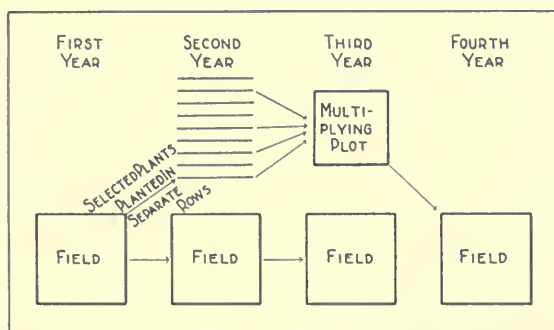 FIRST YEAR
SECOND YEAR
THIRD YEAR
FOURTH YEAR
MULTI-
PLYING
PLOT
SELECTED PLANTS
PLANTED IN
SEPARATE ROWS
FIELD
FIELD
FIELD
FIELD